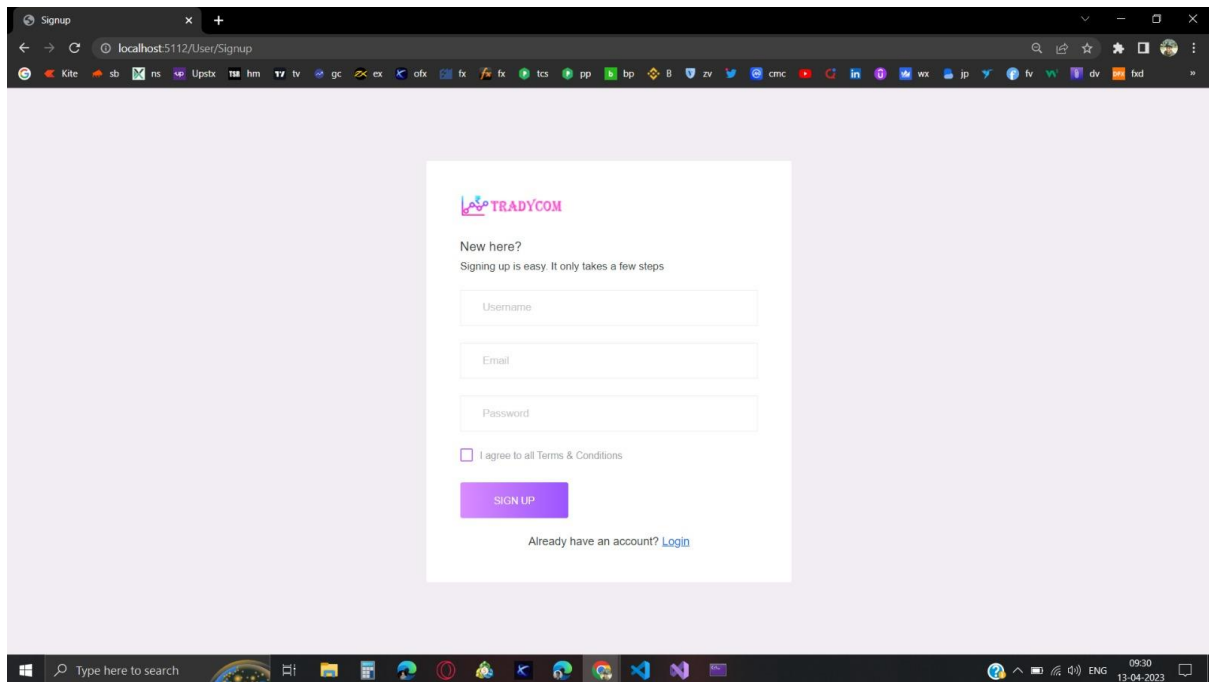 Signup
localhost:5112/User/Signup
Kite sb ns Upstx hm tv gc ex ofx fx fx tcs pp bp B zv cmc in wx jp fv dv fxd »
TRADYCOM
New here?
Signing up is easy. It only takes a few steps
Username
Email
Password
I agree to all Terms & Conditions
SIGN UP
Already have an account? Login
Type here to search
ENG
09:30
13-04-2023